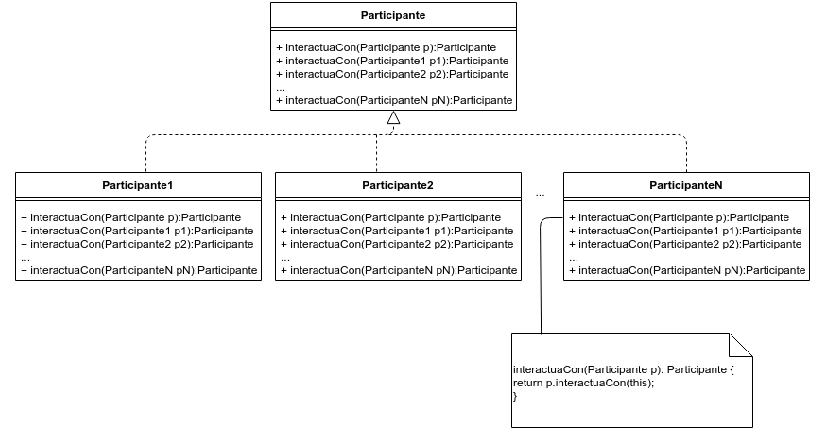 Participante
+ interactuaCon(Participante p):Participante
+ interactuaCon(Participante1 p1):Participante
+ interactuaCon(Participante2 p2):Participante
...
+ interactuaCon(ParticipanteN pN):Participante
Participante1
Participante2
...
ParticipanteN
− interactuaCon(Participante p):Participante
− interactuaCon(Participante1 p1):Participante
− interactuaCon(Participante2 p2):Participante
...
− interactuaCon(ParticipanteN pN):Participante
+ interactuaCon(Participante p):Participante
+ interactuaCon(Participante1 p1):Participante
+ interactuaCon(Participante2 p2):Participante
...
+ interactuaCon(ParticipanteN pN):Participante
+ interactuaCon(Participante p):Participante
+ interactuaCon(Participante1 p1):Participante
+ interactuaCon(Participante2 p2):Participante
...
+ interactuaCon(ParticipanteN pN):Participante
interactuaCon(Participante p): Participante {
return p.interactuaCon(this);
}